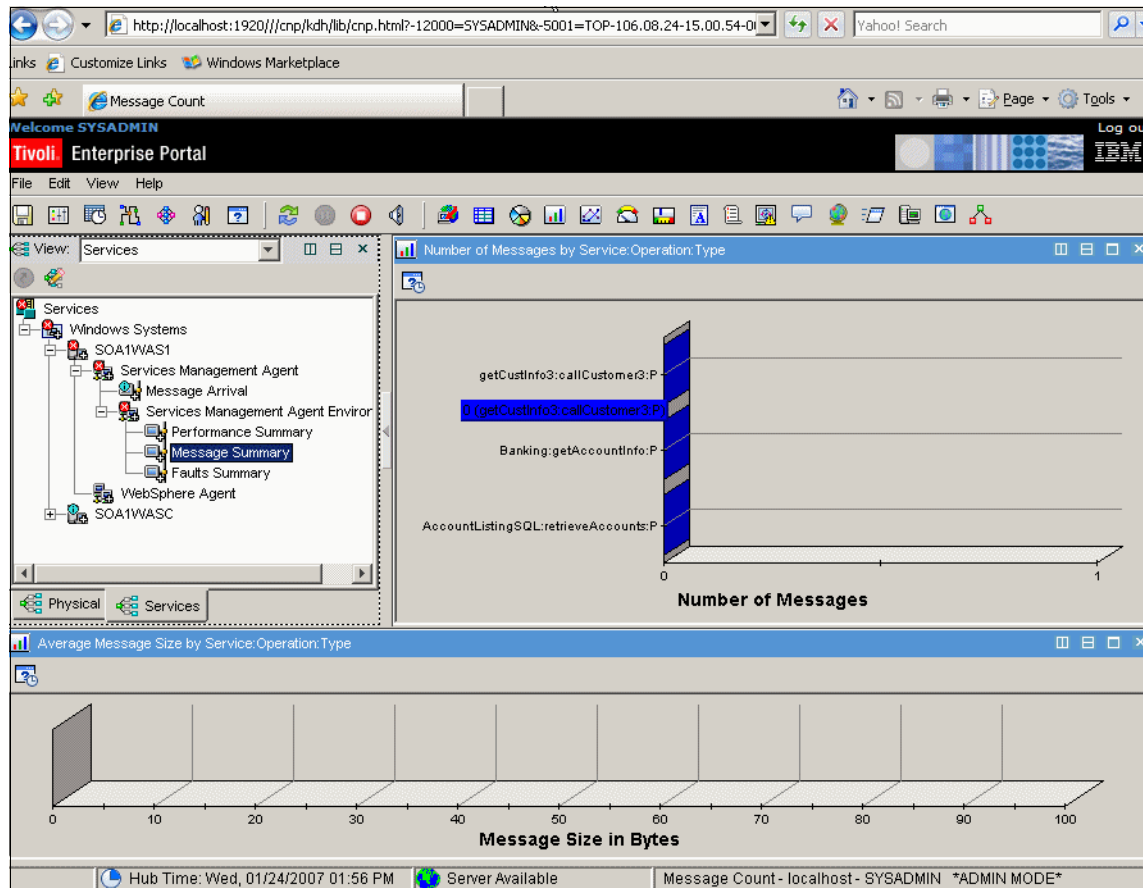 http://localhost:1920///cnp/kdh/lib/cnp.html?-12000=SYSADMIN&-5001=TOP-106.08.24-15.00.54-0
Yahoo! Search
Customize Links Windows Marketplace
Message Count
Page Tools
Welcome SYSADMIN
Log ou
Tivoli. Enterprise Portal
IBM
File Edit View Help
View: Services
Services
Windows Systems
SOA1WAS1
Services Management Agent
Message Arrival
Services Management Agent Environ
Performance Summary
Message Summary
Faults Summary
WebSphere Agent
SOA1WASC
Physical Services
Number of Messages by Service:Operation:Type
getCustInfo3:callCustomer3:P
0 (getCustInfo3:callCustomer3:P)
Banking:getAccountInfo:P
AccountListingSQL:retrieveAccounts:P
0 1
Number of Messages
Average Message Size by Service:Operation:Type
0 10 20 30 40 50 60 70 80 90 100
Message Size in Bytes
Hub Time: Wed, 01/24/2007 01:56 PM Server Available Message Count - localhost - SYSADMIN *ADMIN MODE*